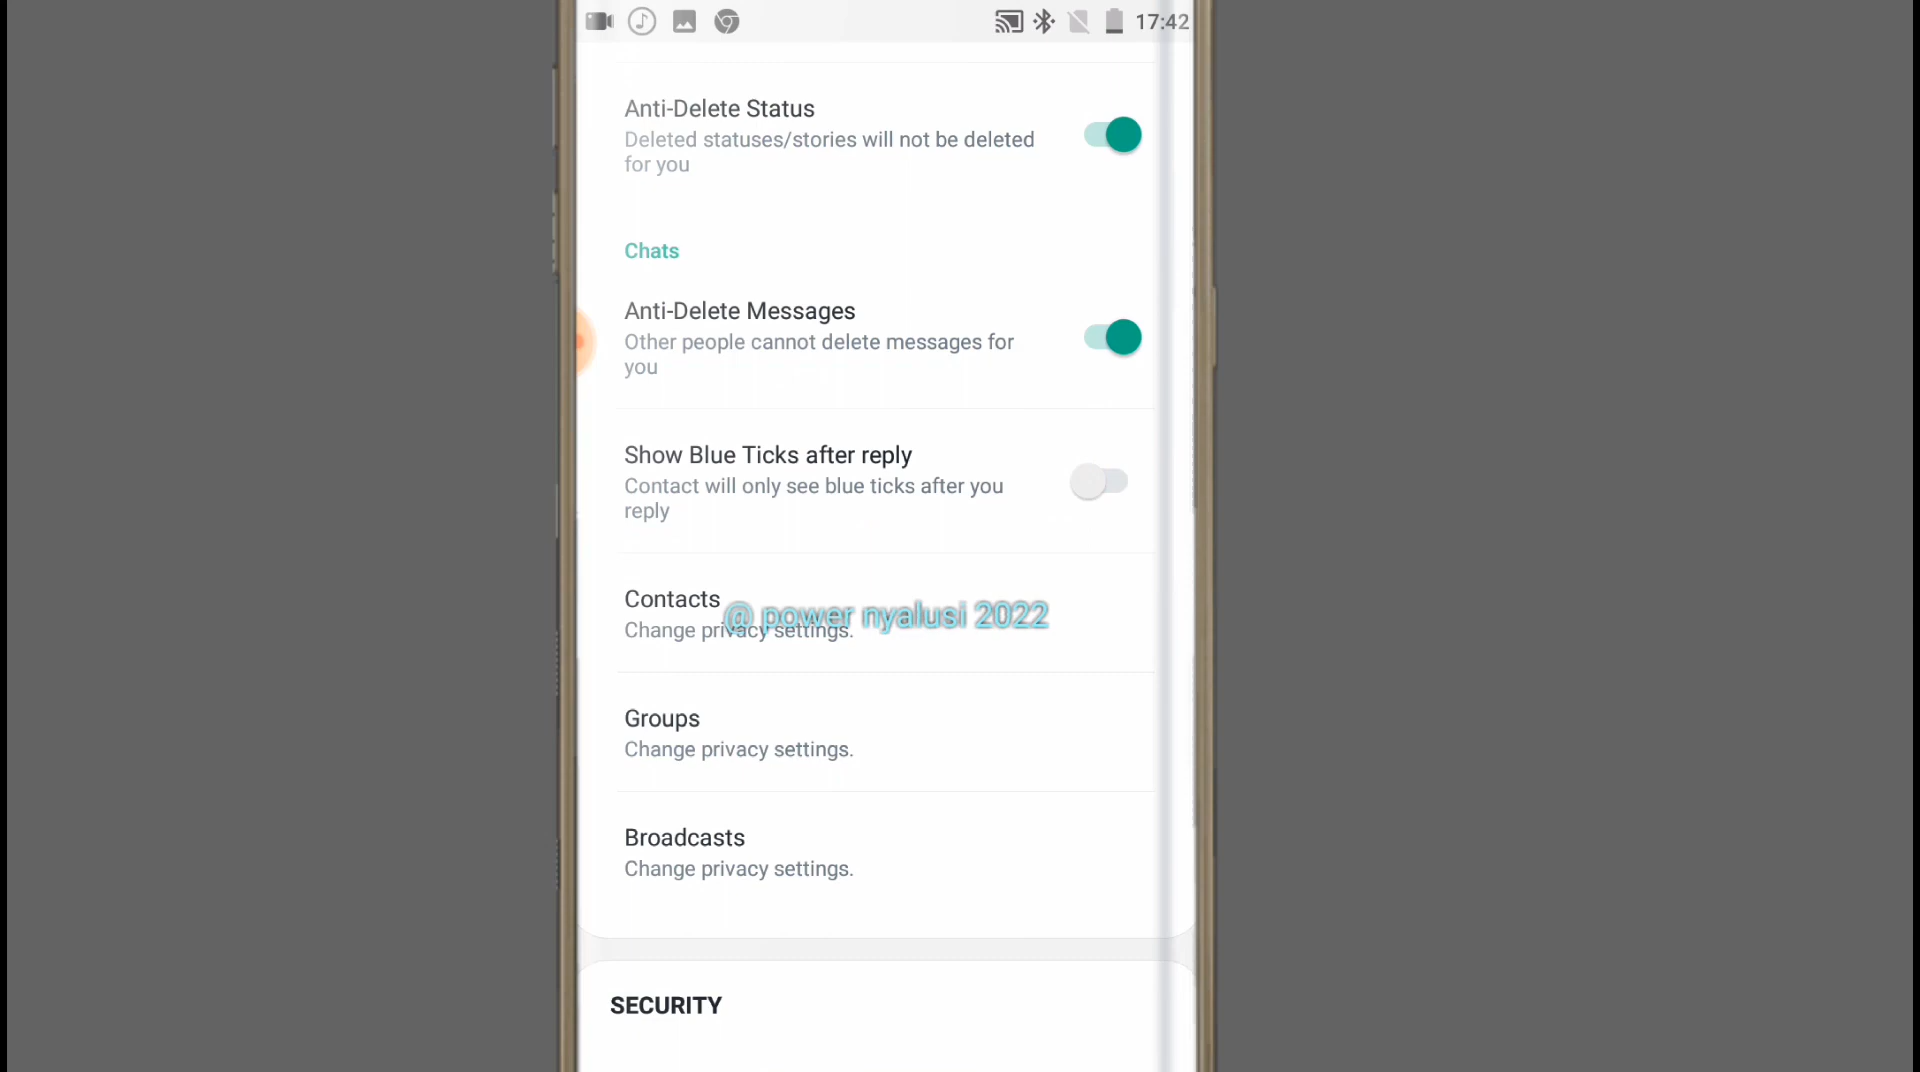 17:42
Anti-Delete Status
Deleted statuses/stories will not be deleted
for you
Chats
Anti-Delete Messages
Other people cannot delete messages for
you
Show Blue Ticks after reply
Contact will only see blue ticks after you
reply
Contacts
@ power nyalusi 2022
Change privacy settings.
Groups
Change privacy settings.
Broadcasts
Change privacy settings.
SECURITY